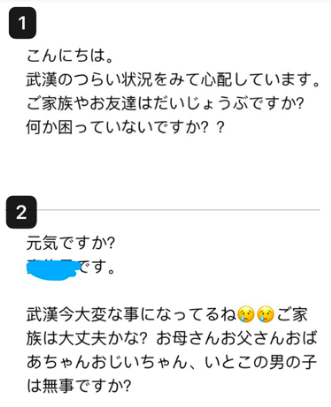 1
こんにちは。
武漢のつらい状況をみて心配しています。
ご家族やお友達はだいじょうぶですか?
何か困っていないですか??
2
元気ですか?
です。
武漢今大変な事になってるね😢😢ご家
族は大丈夫かな?お母さんお父さんおば
あちゃんおじいちゃん、いとこの男の子
は無事ですか?